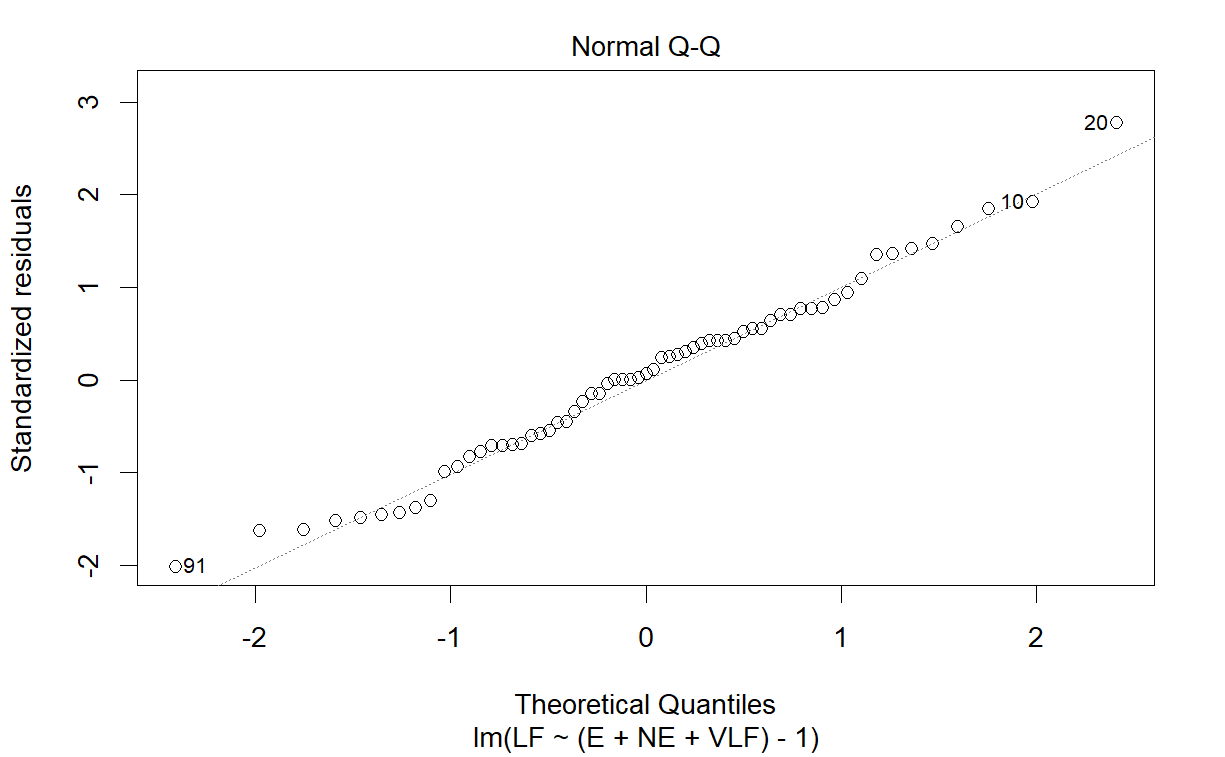 Normal Q-Q
Standardized residuals
3
2
1
0
-1
-2
20
10
91
-2 -1 0 1 2
Theoretical Quantiles
lm(LF ~ (E + NE + VLF) - 1)